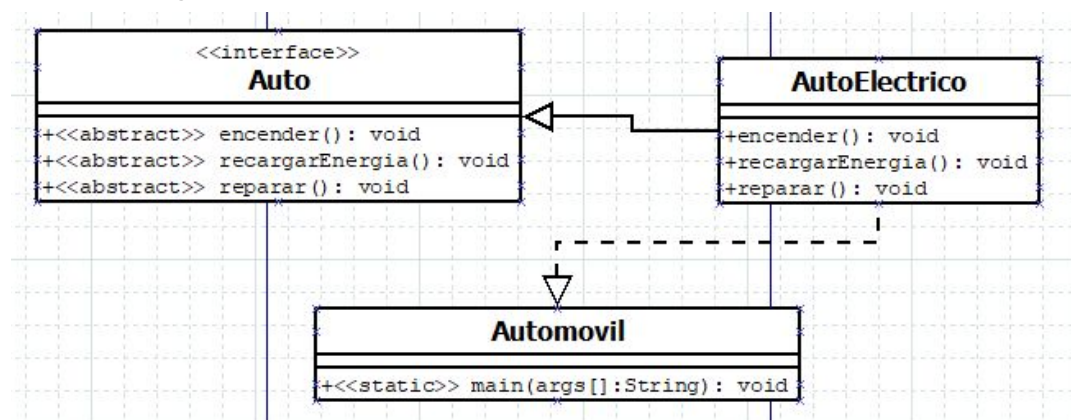 <<interface>>
Auto
+<<abstract>> encender(): void
+<<abstract>> recargarEnergia(): void
+<<abstract>> reparar(): void
AutoElectrico
+encender(): void
+recargarEnergia(): void
+reparar(): void
Automovil
+<<static>> main(args[]:String): void